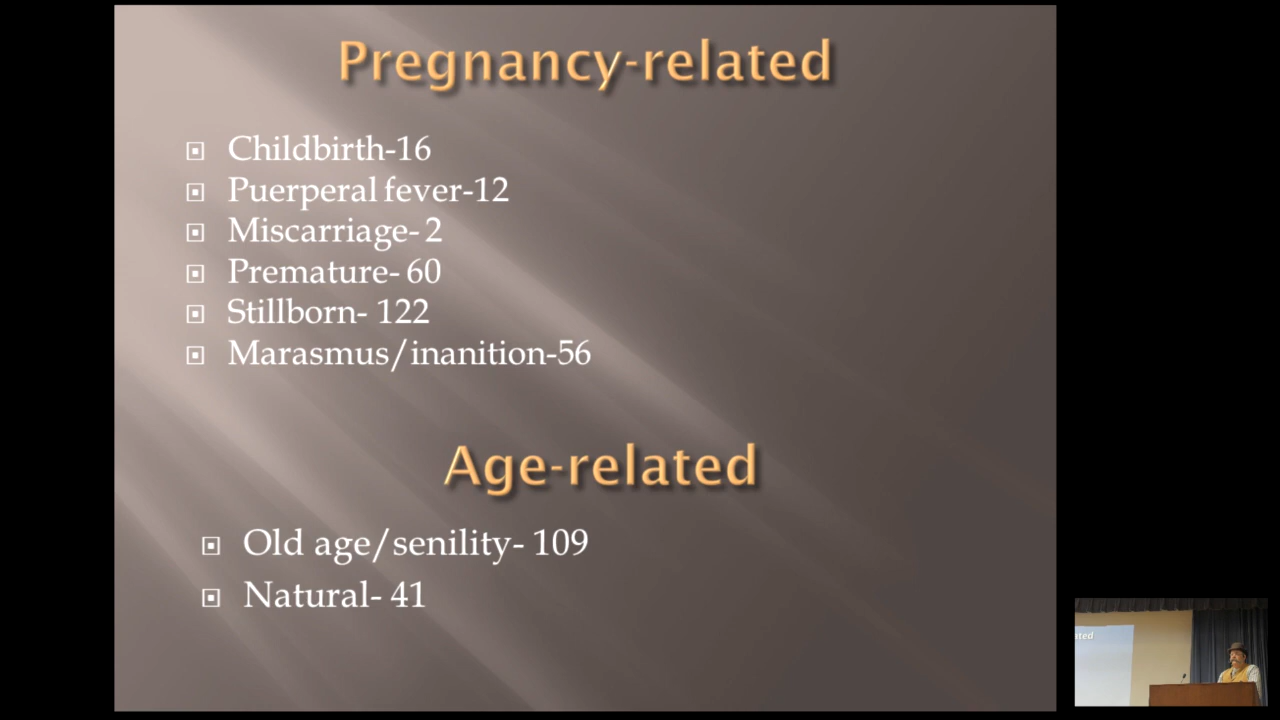 Pregnancy-related
Childbirth-16
Puerperal fever-12
Miscarriage- 2
Premature- 60
Stillborn- 122
Marasmus/inanition-56
Age-related
Old age/senility- 109
Natural- 41
ated